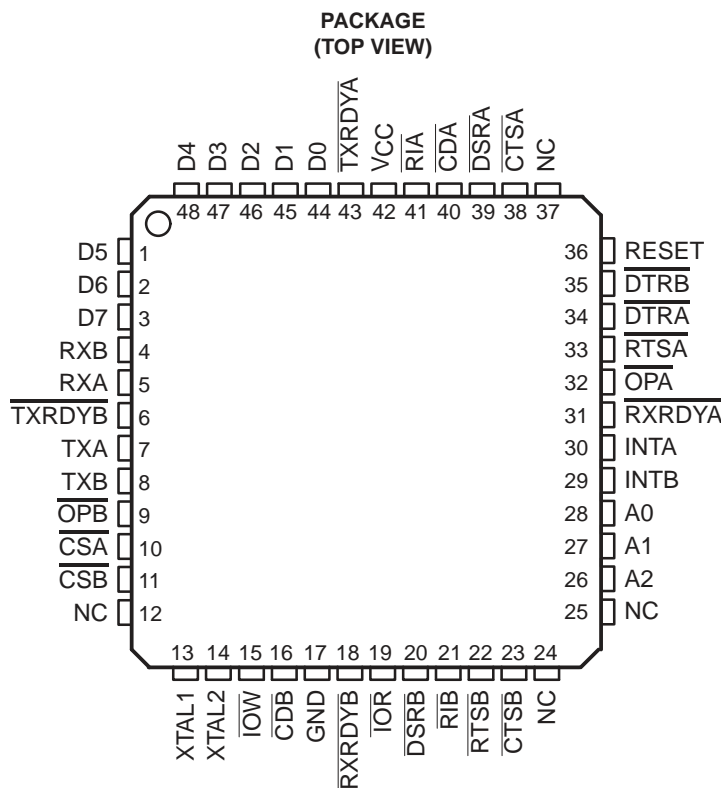 PACKAGE
(TOP VIEW)
D4
D3
D2
D1
D0
TXRDYA
VCC
RIA
CDA
DSRA
CTSA
NC
48 47 46 45 44 43 42 41 40 39 38 37
D5 1
D6 2
D7 3
RXB 4
RXA 5
TXRDYB 6
TXA 7
TXB 8
OPB 9
CSA 10
CSB 11
NC 12
36 RESET
35 DTRB
34 DTRA
33 RTSA
32 OPA
31 RXRDYA
30 INTA
29 INTB
28 A0
27 A1
26 A2
25 NC
13 14 15 16 17 18 19 20 21 22 23 24
XTAL1
XTAL2
IOW
CDB
GND
RXRDYB
IOR
DSRB
RIB
RTSB
CTSB
NC